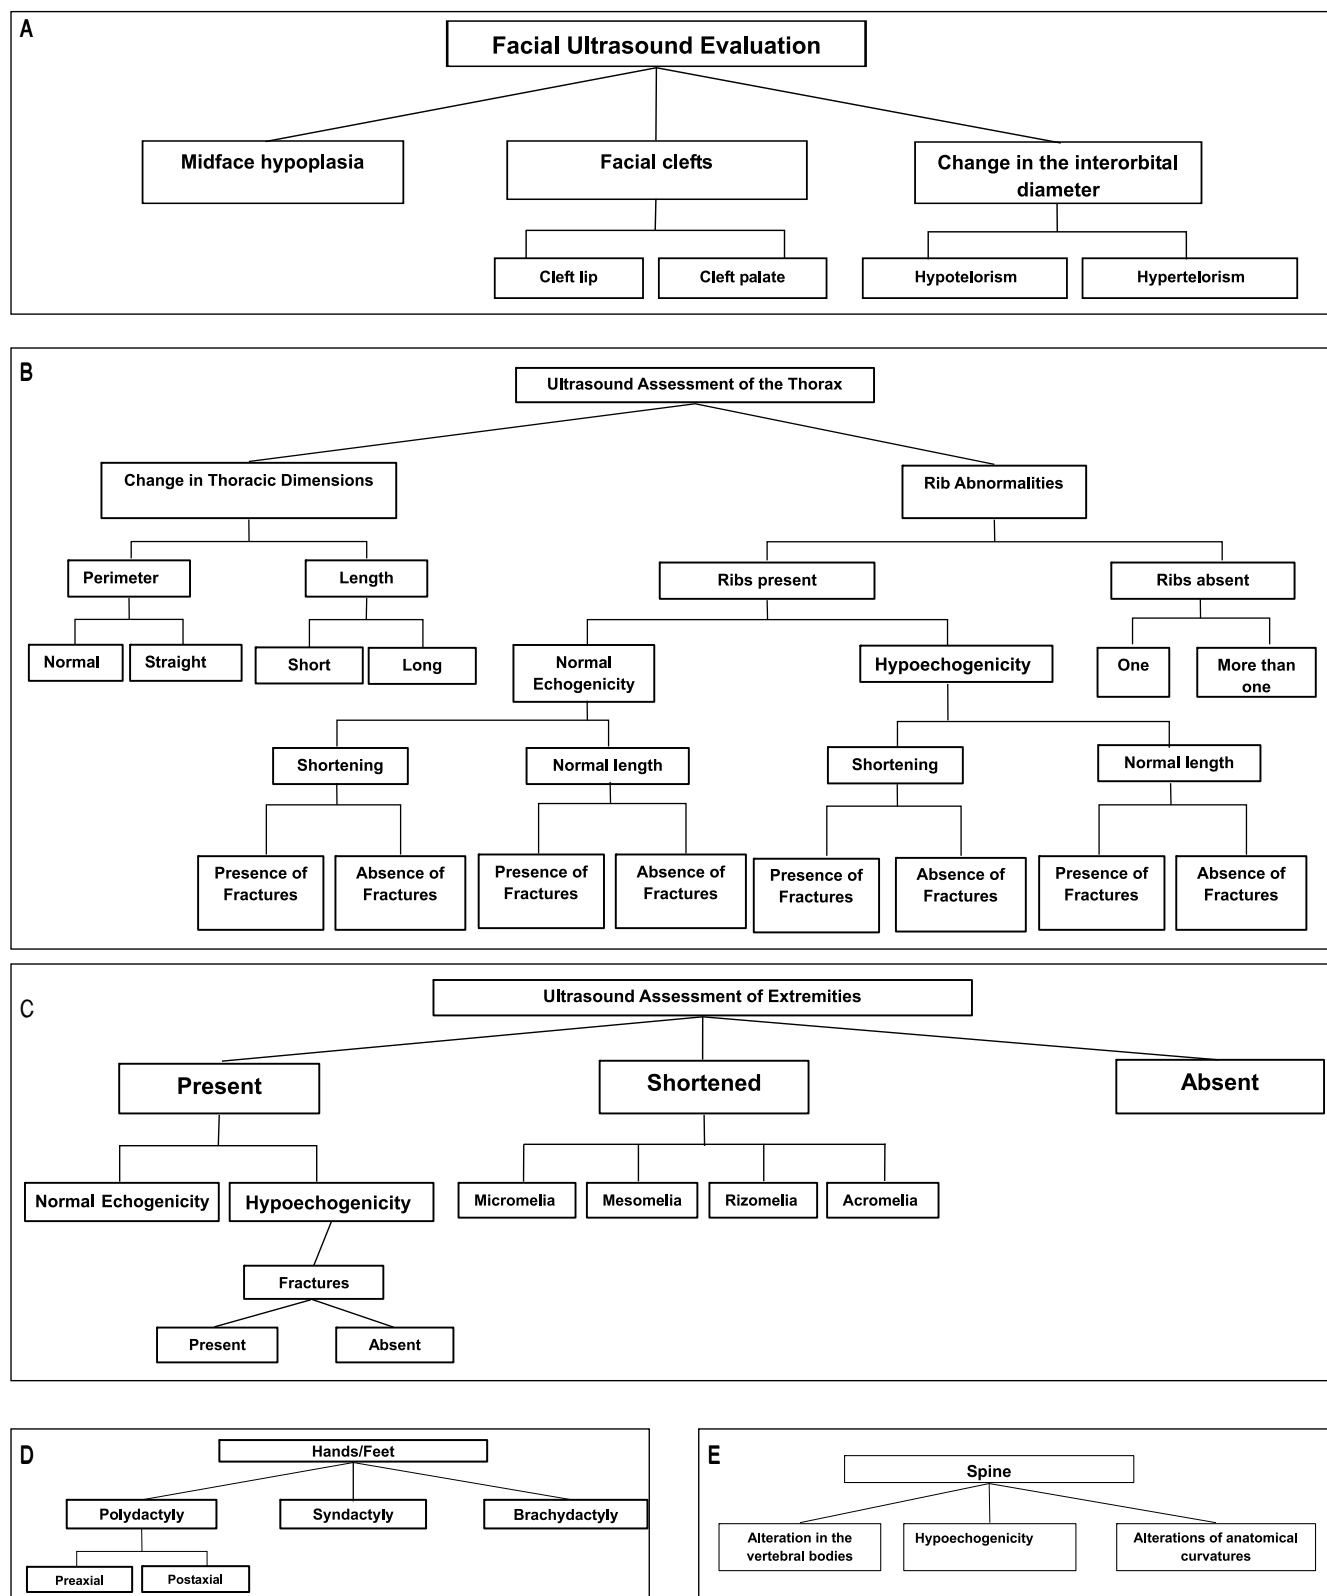 A
Facial Ultrasound Evaluation
Midface hypoplasia
Facial clefts
Change in the interorbital
diameter
Cleft lip
Cleft palate
Hypotelorism
Hypertelorism
B
Ultrasound Assessment of the Thorax
Change in Thoracic Dimensions
Rib Abnormalities
Perimeter
Length
Ribs present
Ribs absent
Normal
Straight
Short
Long
Normal
Echogenicity
Hypoechogenicity
One
More than
one
Shortening
Normal length
Shortening
Normal length
Presence of
Fractures
Absence of
Fractures
Presence of
Fractures
Absence of
Fractures
Presence of
Fractures
Absence of
Fractures
Presence of
Fractures
Absence of
Fractures
C
Ultrasound Assessment of Extremities
Present
Shortened
Absent
Normal Echogenicity
Hypoechogenicity
Micromelia
Mesomelia
Rizomelia
Acromelia
Fractures
Present
Absent
D
Hands/Feet
Polydactyly
Syndactyly
Brachydactyly
Preaxial
Postaxial
E
Spine
Alteration in the
vertebral bodies
Hypoechogenicity
Alterations of anatomical
curvatures